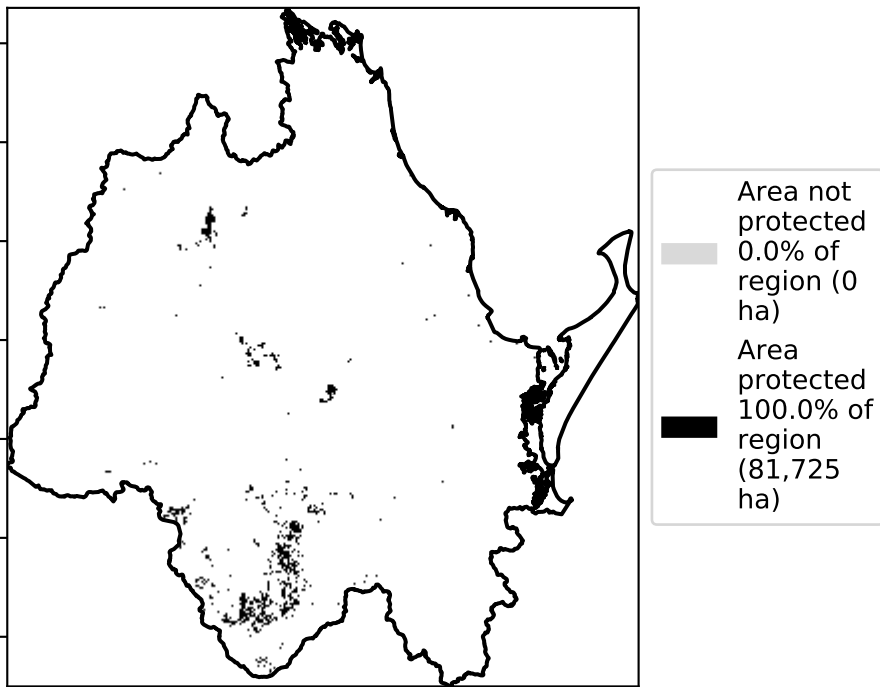 Area not
protected
0.0% of
region (0
ha)
Area
protected
100.0% of
region
(81,725
ha)